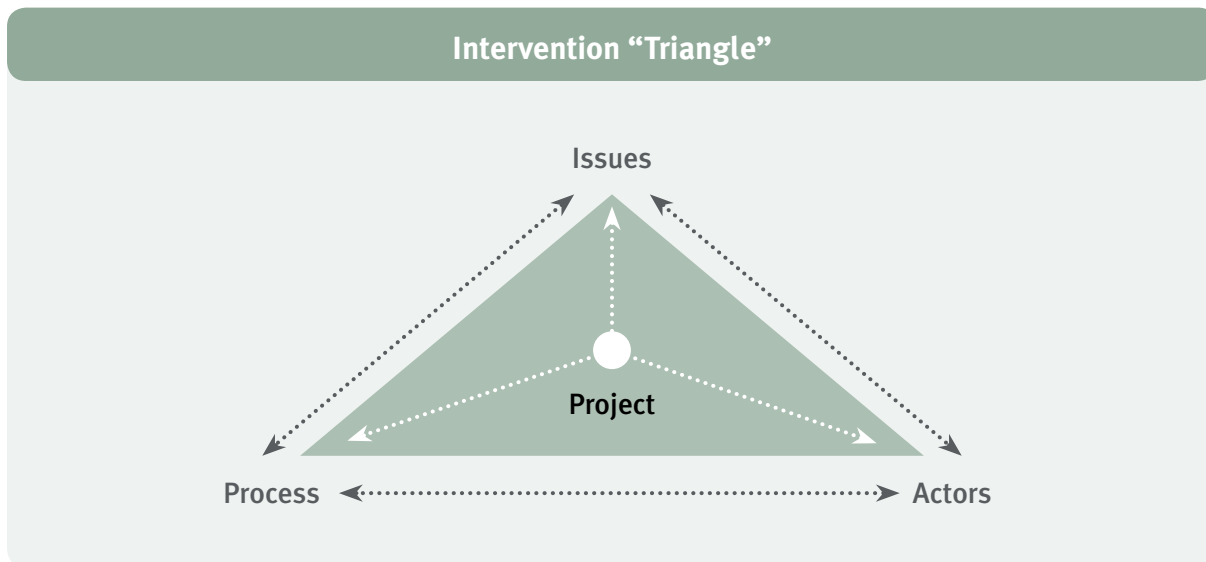 Intervention “Triangle”
Issues
Project
Process
Actors